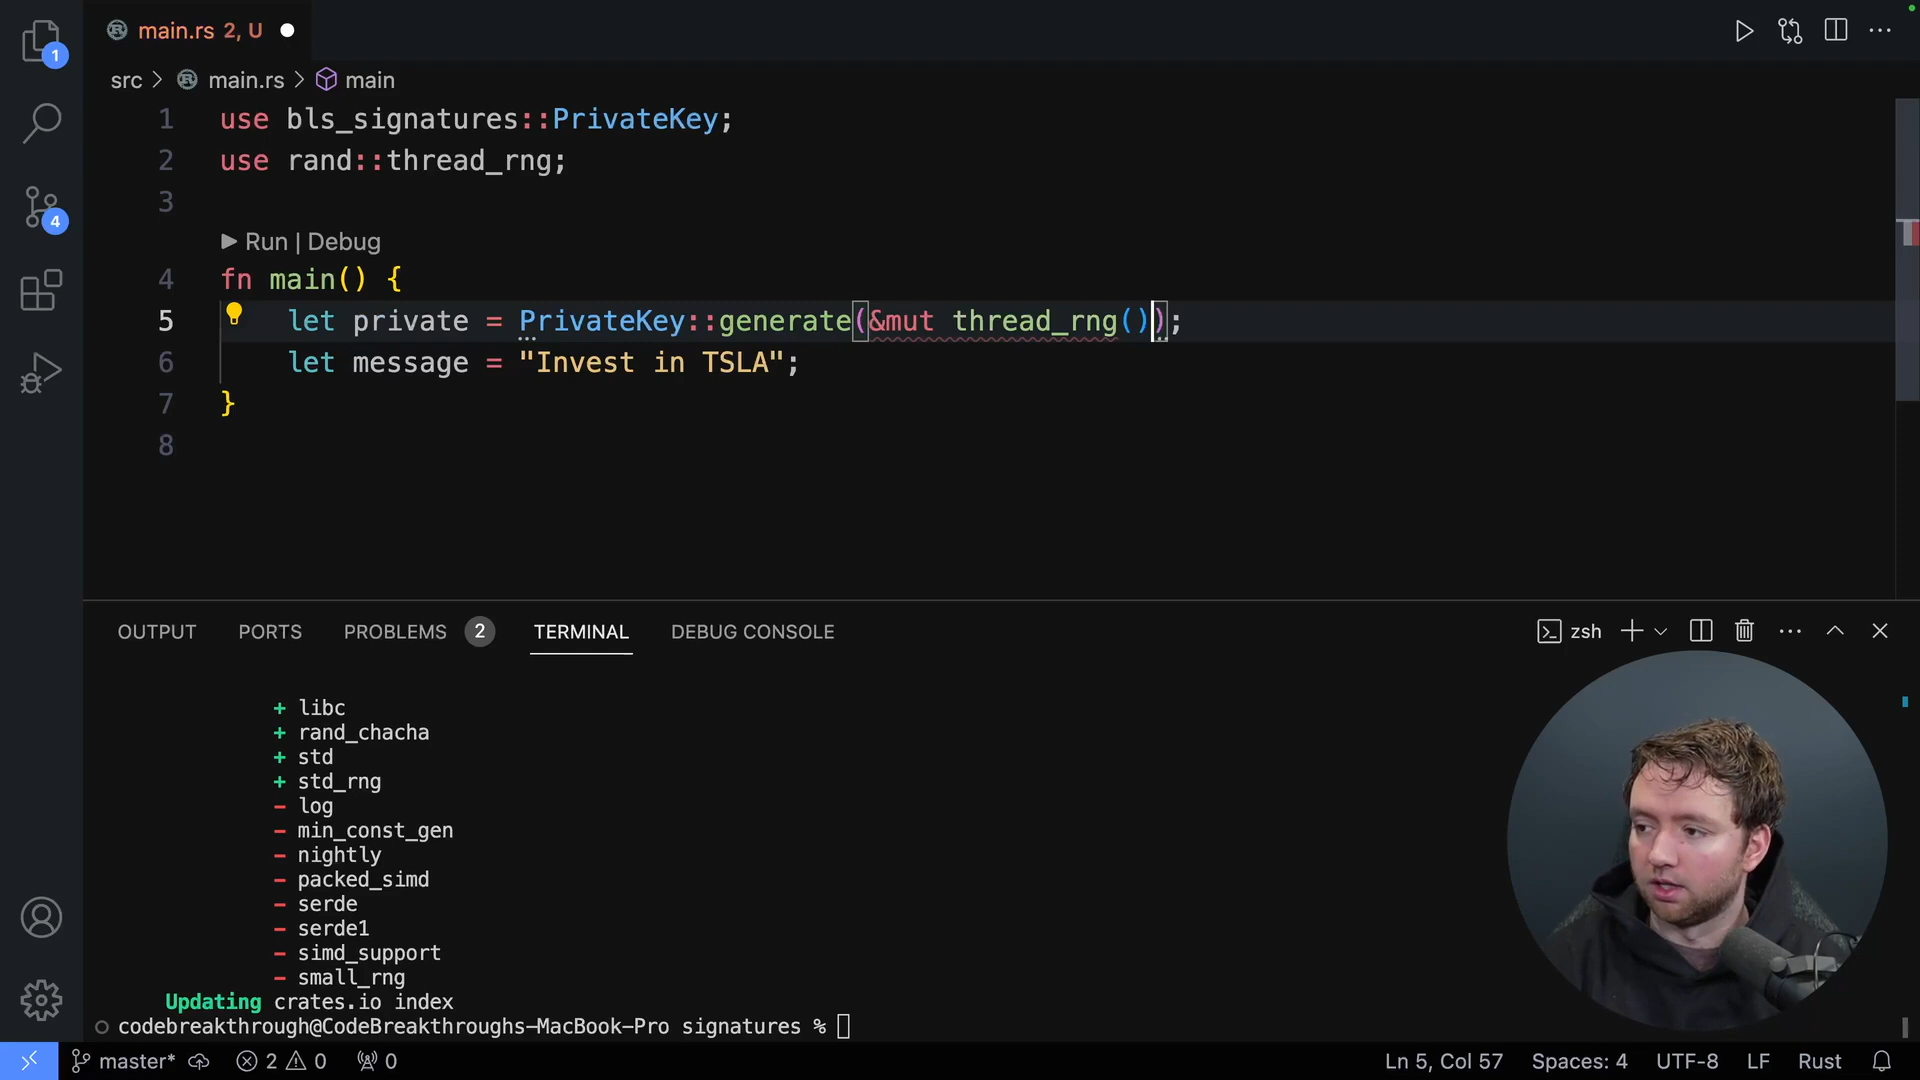 main.rs 2, U
src > main.rs > main
1 use bls_signatures::PrivateKey;
2 use rand::thread_rng;
3
Run | Debug
4 fn main() {
5 let private = PrivateKey::generate(&mut thread_rng());
6 let message = "Invest in TSLA";
7 }
8
1
4
OUTPUT PORTS PROBLEMS 2 TERMINAL DEBUG CONSOLE
zsh
+ libc
+ rand_chacha
+ std
+ std_rng
- log
- min_const_gen
- nightly
- packed_simd
- serde
- serde1
- simd_support
- small_rng
Updating crates.io index
codebreakthrough@CodeBreakthroughs-MacBook-Pro signatures %
master* 2 0 0 Ln 5, Col 57 Spaces: 4 UTF-8 LF Rust